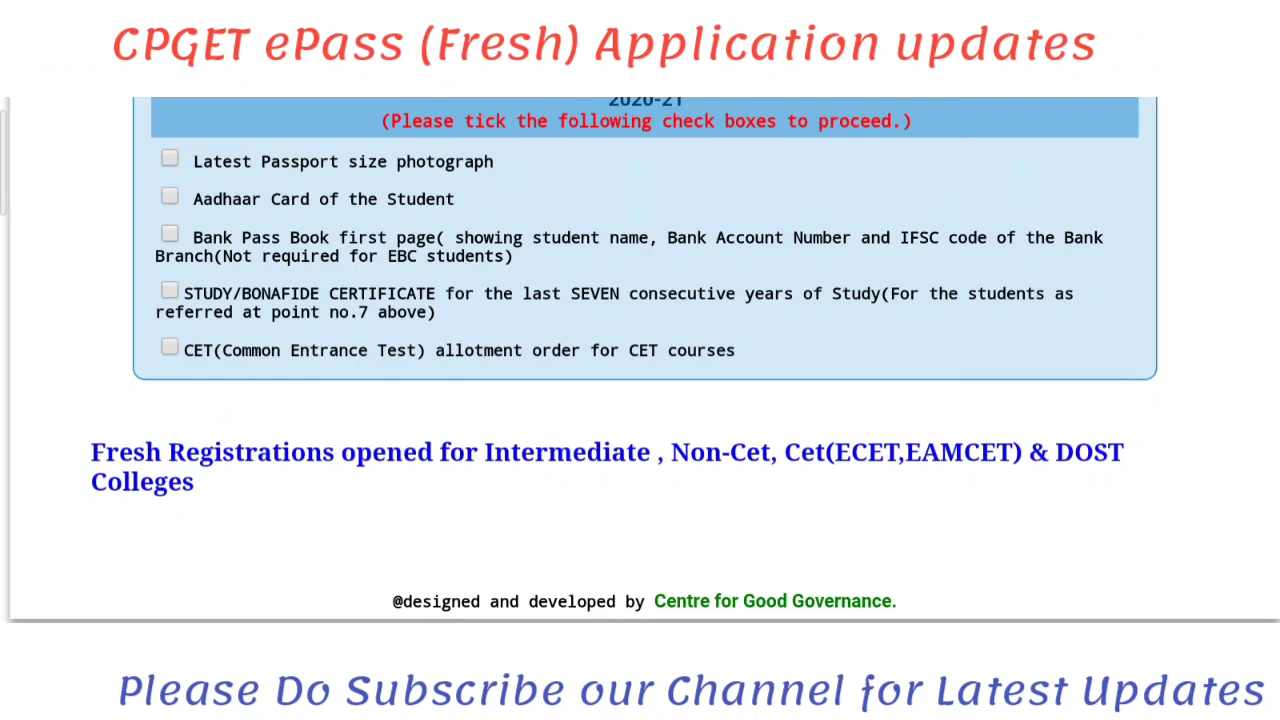 CPGET ePass (Fresh) Application updates
2020-21
(Please tick the following check boxes to proceed.)
Latest Passport size photograph
Aadhaar Card of the Student
Bank Pass Book first page( showing student name, Bank Account Number and IFSC code of the Bank
Branch(Not required for EBC students)
STUDY/BONAFIDE CERTIFICATE for the last SEVEN consecutive years of Study(For the students as
referred at point no.7 above)
CET(Common Entrance Test) allotment order for CET courses
Fresh Registrations opened for Intermediate , Non-Cet, Cet(ECET,EAMCET) & DOST
Colleges
@designed and developed by Centre for Good Governance.
Please Do Subscribe our Channel for Latest Updates